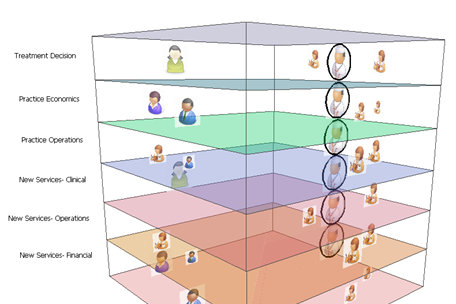 Treatment Decision
Practice Economics
Practice Operations
New Services- Clinical
New Services- Operations
New Services- Financial